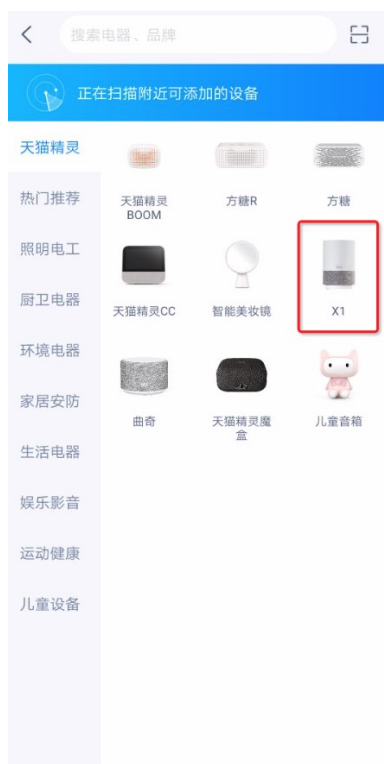 搜索电器、品牌
正在扫描附近可添加的设备
天猫精灵
热门推荐
照明电工
厨卫电器
环境电器
家居安防
生活电器
娱乐影音
运动健康
儿童设备
天猫精灵
BOOM
方糖R
方糖
天猫精灵CC
智能美妆镜
X1
曲奇
天猫精灵魔
盒
儿童音箱